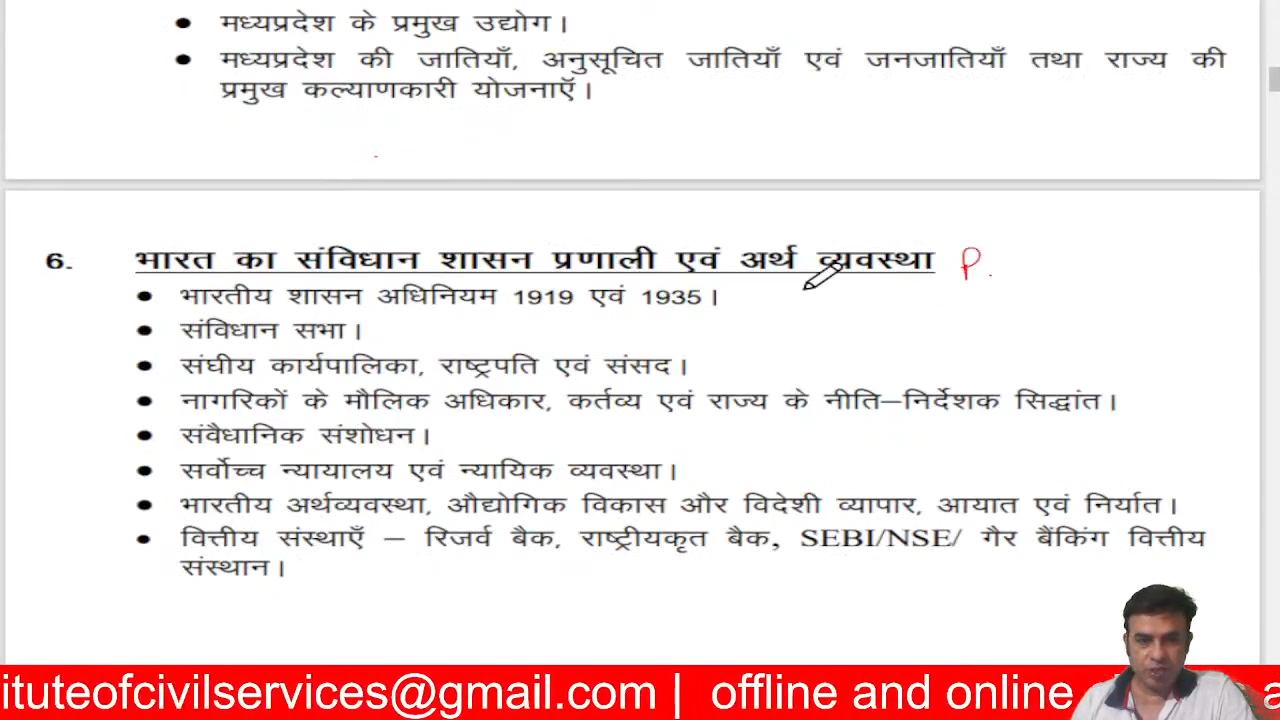 • मध्यप्रदेश के प्रमुख उद्योग।
• मध्यप्रदेश की जातियाँ, अनुसूचित जातियाँ एवं जनजातियाँ तथा राज्य की
प्रमुख कल्याणकारी योजनाऍ।
6. भारत का संविधान शासन प्रणाली एवं अर्थ व्यवस्था P.
• भारतीय शासन अधिनियम 1919 एवं 1935।
• संविधान सभा।
• संघीय कार्यपालिका, राष्ट्रपति एवं संसद।
• नागरिकों के मौलिक अधिकार, कर्तव्य एवं राज्य के नीति–निर्देशक सिद्धांत।
• संवैधानिक संशोधन।
• सर्वोच्च न्यायालय एवं न्यायिक व्यवस्था।
• भारतीय अर्थव्यवस्था, औद्योगिक विकास और विदेशी व्यापार, आयात एवं निर्यात।
• वित्तीय संस्थाएँ – रिजर्व बैक, राष्ट्रीयकृत बैक, SEBI/NSE/ गैर बैंकिंग वित्तीय
संस्थान।
ituteofcivilservices@gmail.com | offline and online